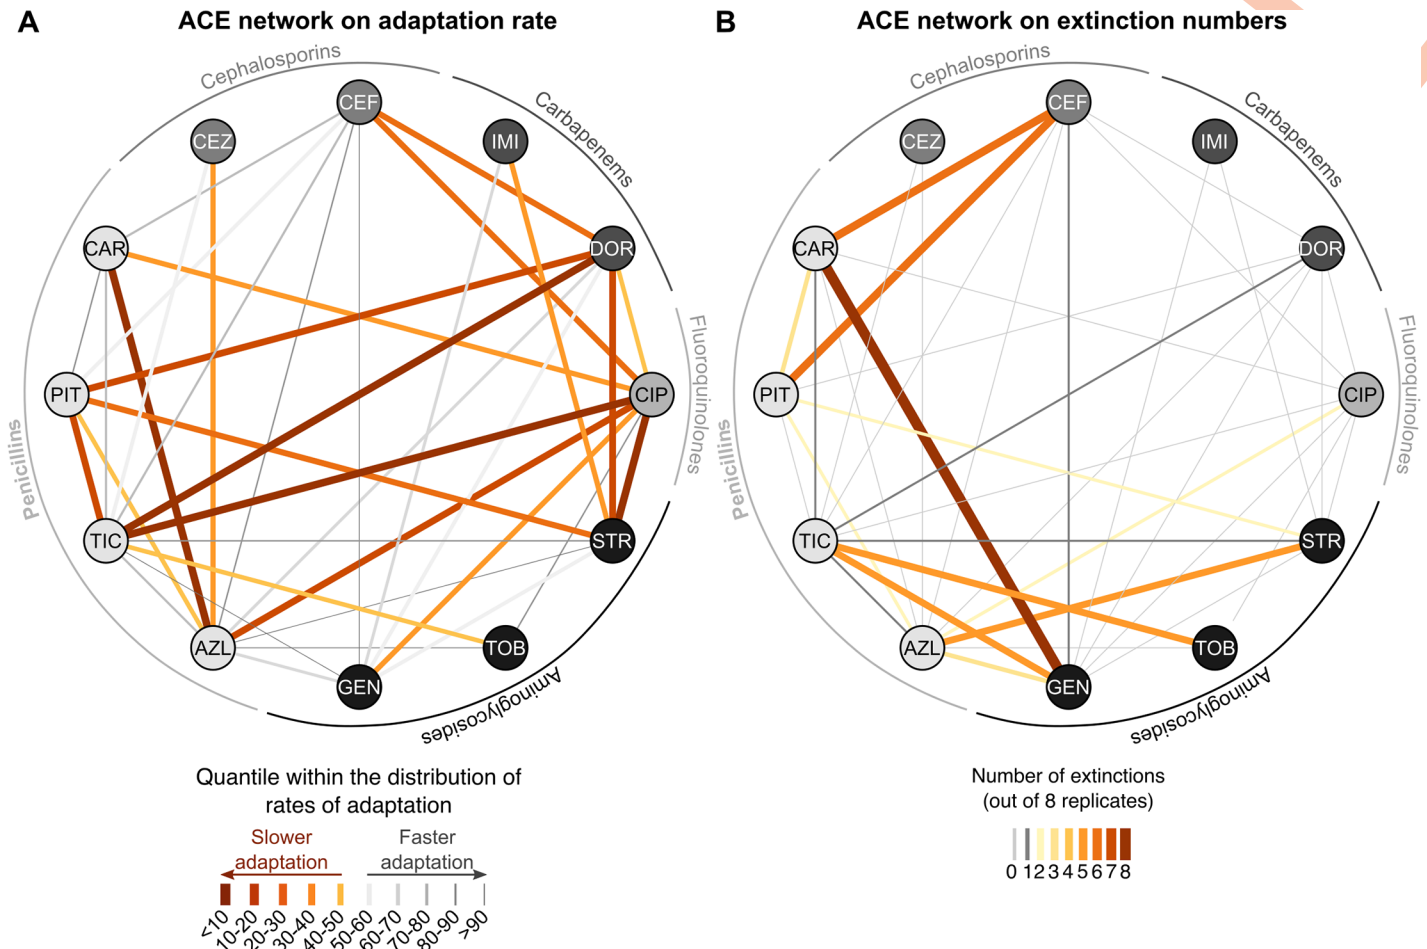 A
ACE network on adaptation rate
Cephalosporins
Carbapenems
Fluoroquinolones
Aminoglycosides
Penicillins
CEF
CEZ
IMI
CAR
DOR
PIT
CIP
TIC
STR
AZL
TOB
GEN
Quantile within the distribution of
rates of adaptation
Slower
adaptation
Faster
adaptation
<10
10-20
20-30
30-40
40-50
50-60
60-70
70-80
80-90
>90
B
ACE network on extinction numbers
Cephalosporins
Carbapenems
Fluoroquinolones
Aminoglycosides
Penicillins
CEF
CEZ
IMI
CAR
DOR
PIT
CIP
TIC
STR
AZL
TOB
GEN
Number of extinctions
(out of 8 replicates)
0 1 2 3 4 5 6 7 8